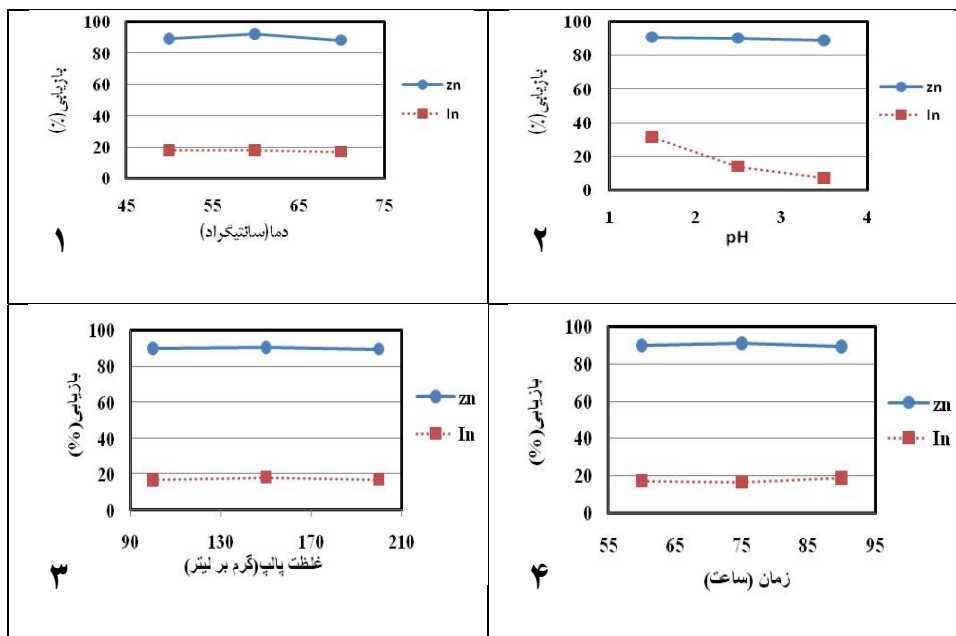 100
80
60
40
20
0
بازیابی(%)
zn
In
45 55 65 75
دما(سانتیگراد)
۱
100
80
60
40
20
0
بازیابی(%)
zn
In
1 2 3 4
pH
۲
100
80
60
40
20
0
بازیابی(%)
zn
In
90 130 170 210
غلظت پالپ(گرم بر لیتر)
۳
100
80
60
40
20
0
بازیابی(%)
zn
In
55 65 75 85 95
زمان (ساعت)
۴